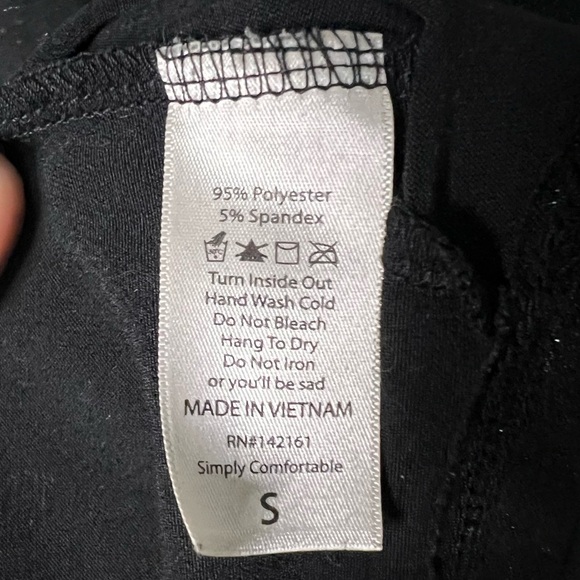 95% Polyester
5% Spandex
Turn Inside Out
Hand Wash Cold
Do Not Bleach
Hang To Dry
Do Not Iron
or you'll be sad
MADE IN VIETNAM
RN#142161
Simply Comfortable
S